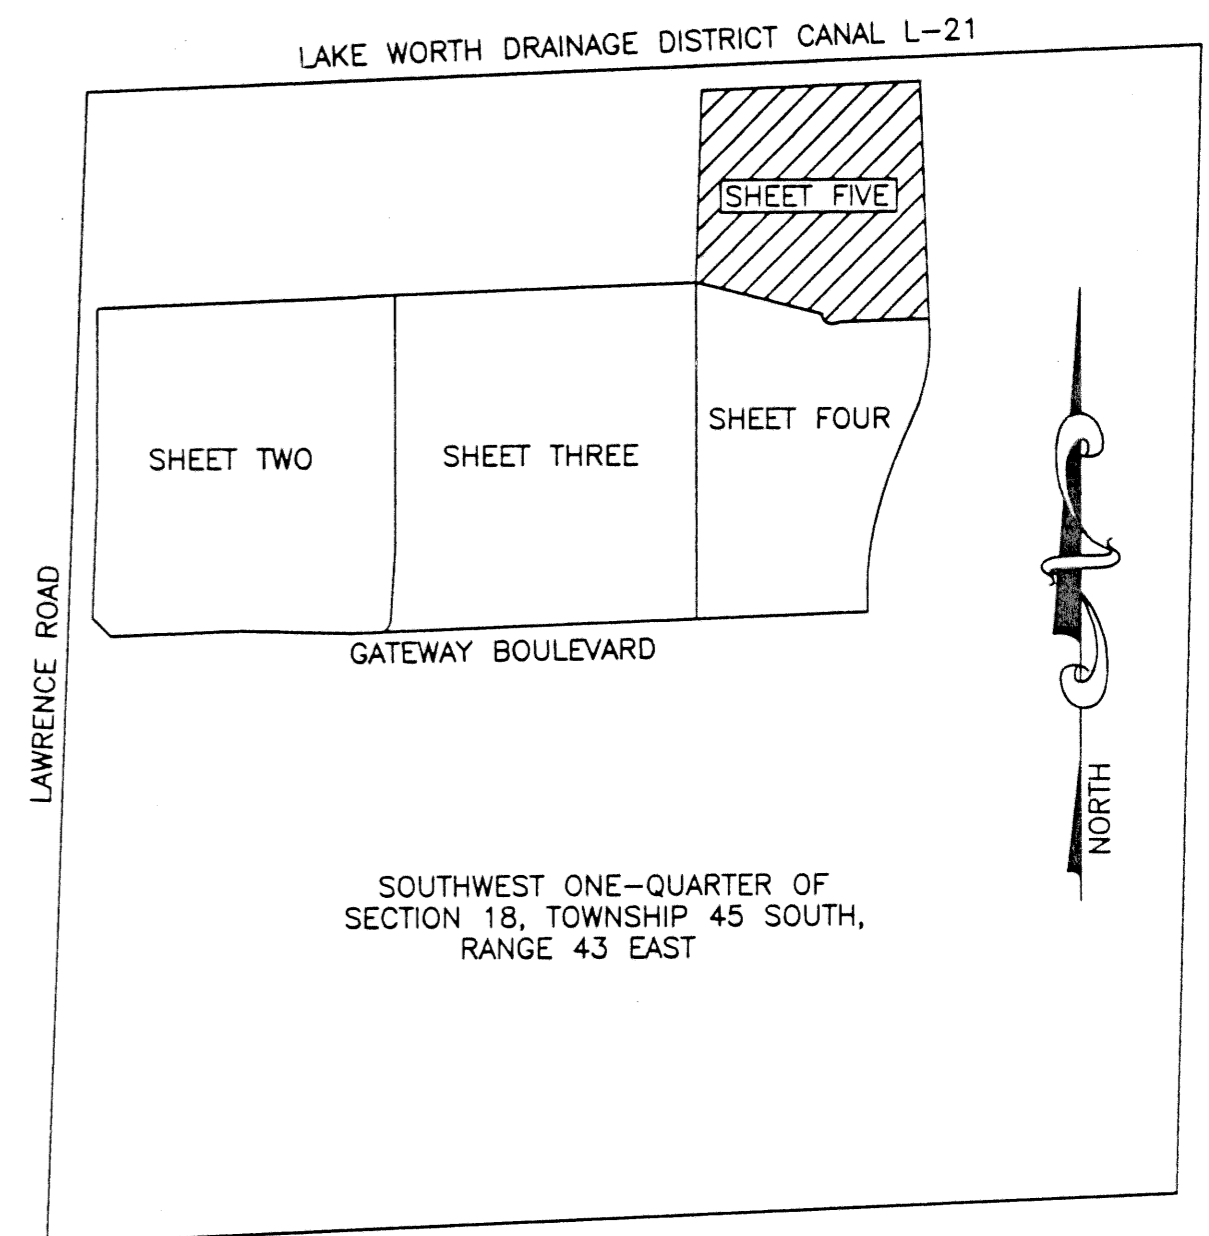 LAKE WORTH DRAINAGE DISTRICT CANAL L-21
SHEET FIVE
SHEET FOUR
SHEET TWO
SHEET THREE
GATEWAY BOULEVARD
LAWRENCE ROAD
NORTH
SOUTHWEST ONE-QUARTER OF
SECTION 18, TOWNSHIP 45 SOUTH,
RANGE 43 EAST